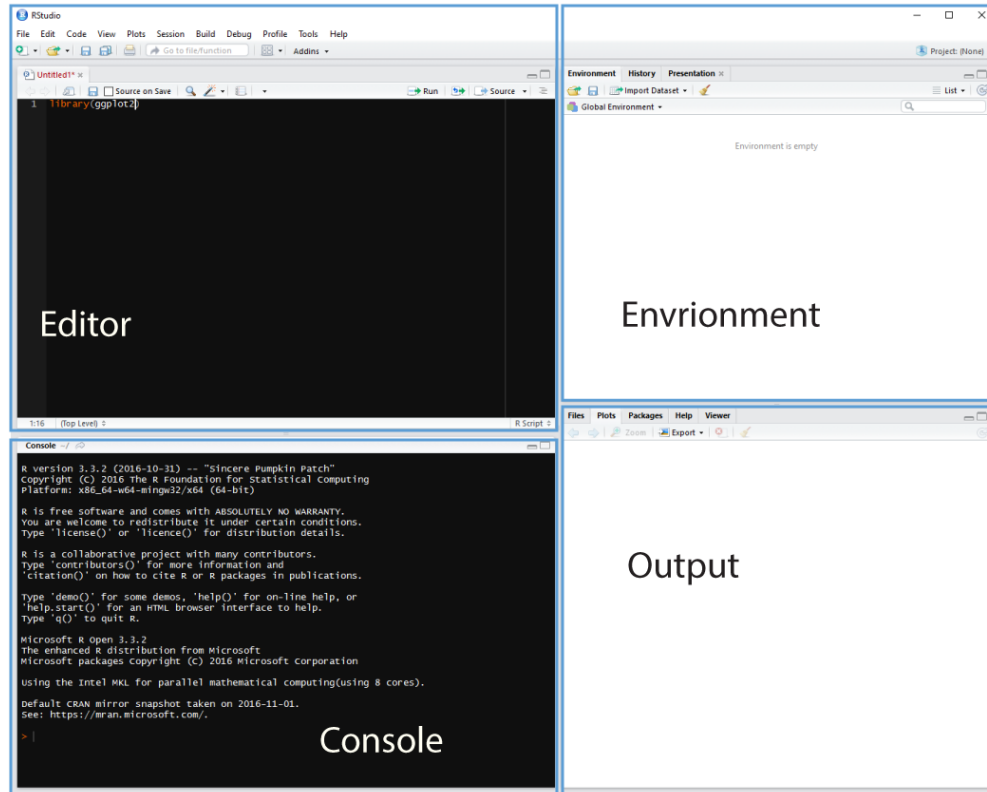 RStudio
File Edit Code View Plots Session Build Debug Profile Tools Help
Go to file/function Addins
Project: (None)
Untitled1*
Source on Save Run Source
1 library(ggplot2)
Editor
1:16 (Top Level) R Script
Environment History Presentation
Import Dataset List
Global Environment
Environment is empty
Envrionment
Console ~/
R version 3.3.2 (2016-10-31) -- "Sincere Pumpkin Patch"
Copyright (C) 2016 The R Foundation for Statistical Computing
Platform: x86_64-w64-mingw32/x64 (64-bit)
R is free software and comes with ABSOLUTELY NO WARRANTY.
You are welcome to redistribute it under certain conditions.
Type 'license()' or 'licence()' for distribution details.
R is a collaborative project with many contributors.
Type 'contributors()' for more information and
'citation()' on how to cite R or R packages in publications.
Type 'demo()' for some demos, 'help()' for on-line help, or
'help.start()' for an HTML browser interface to help.
Type 'q()' to quit R.
Microsoft R Open 3.3.2
The enhanced R distribution from Microsoft
Microsoft packages Copyright (C) 2016 Microsoft Corporation
Using the Intel MKL for parallel mathematical computing(using 8 cores).
Default CRAN mirror snapshot taken on 2016-11-01.
See: https://mran.microsoft.com/.
>
Console
Files Plots Packages Help Viewer
Zoom Export
Output